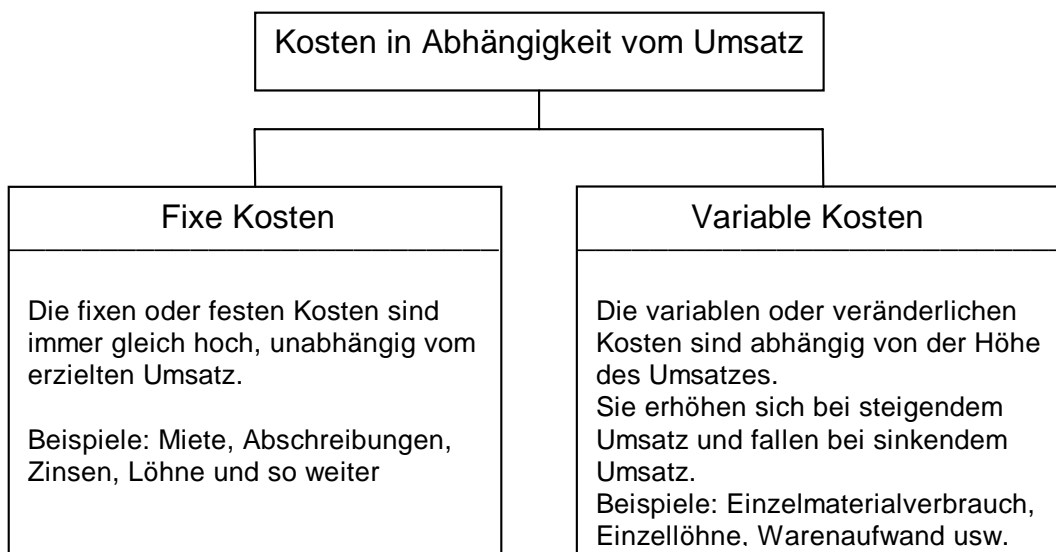 Kosten in Abhängigkeit vom Umsatz
Fixe Kosten
Die fixen oder festen Kosten sind
immer gleich hoch, unabhängig vom
erzielten Umsatz.
Beispiele: Miete, Abschreibungen,
Zinsen, Löhne und so weiter
Variable Kosten
Die variablen oder veränderlichen
Kosten sind abhängig von der Höhe
des Umsatzes.
Sie erhöhen sich bei steigendem
Umsatz und fallen bei sinkendem
Umsatz.
Beispiele: Einzelmaterialverbrauch,
Einzellöhne, Warenaufwand usw.